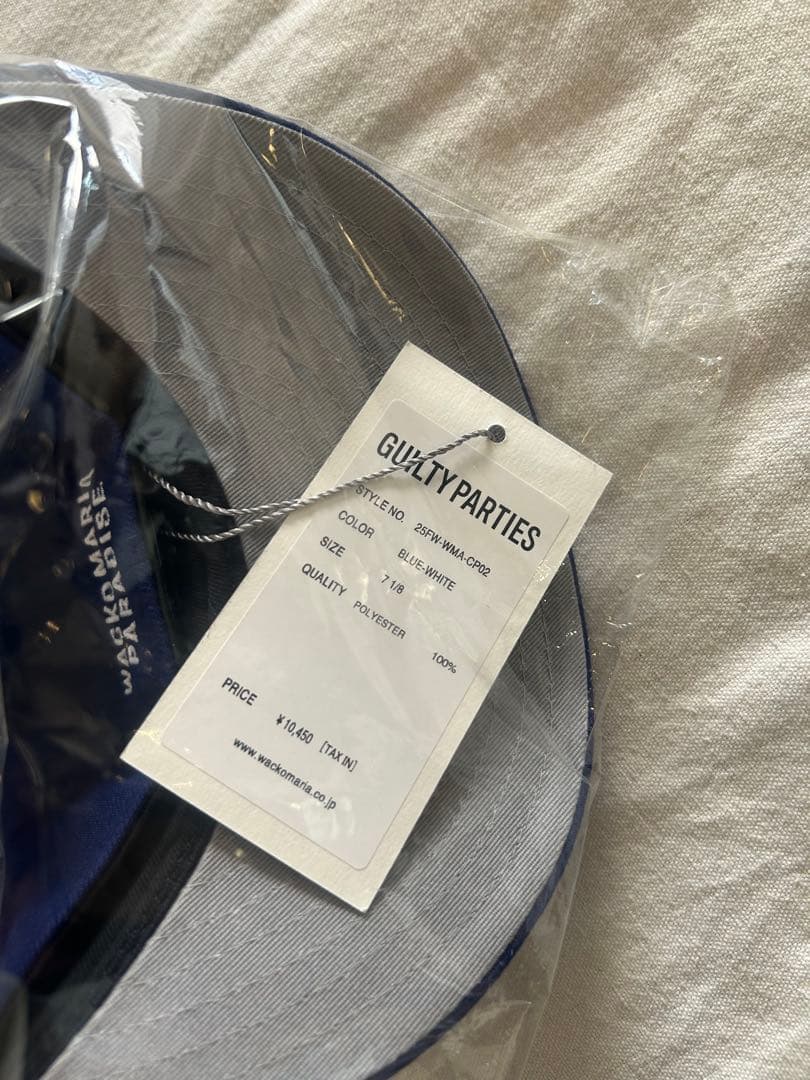 GUILTY PARTIES
STYLE NO. 25FW-WMA-CP02
COLOR BLUE-WHITE
SIZE 7 1/8
QUALITY POLYESTER 100%
PRICE ¥10,450 [TAX IN]
www.wackomaria.co.jp
WACKO MARIA
PARADISE